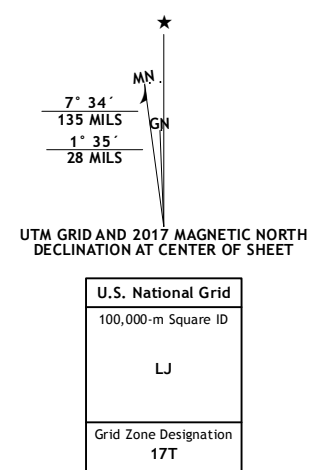 ★
MN
7° 34´
135 MILS
GN
1° 35´
28 MILS
UTM GRID AND 2017 MAGNETIC NORTH
DECLINATION AT CENTER OF SHEET
U.S. National Grid
100,000-m Square ID
LJ
Grid Zone Designation
17T